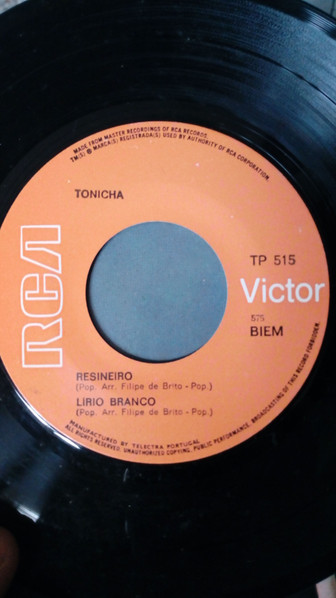 MADE FROM MASTER RECORDINGS OF RCA RECORDS.
TM(S) ® MARCA(S) REGISTRADA(S) USED BY AUTHORITY OF RCA CORPORATION.
TONICHA
RCA
TP 515
Victor
575
BIEM
RESINEIRO
(Pop. Arr. Filipe de Brito - Pop.)
LÍRIO BRANCO
(Pop. Arr. Filipe de Brito - Pop.)
MANUFACTURED BY TELECTRA PORTUGAL
ALL RIGHTS RESERVED. UNAUTHORIZED COPYING, PUBLIC PERFORMANCE, BROADCASTING OF THIS RECORD FORBIDDEN.